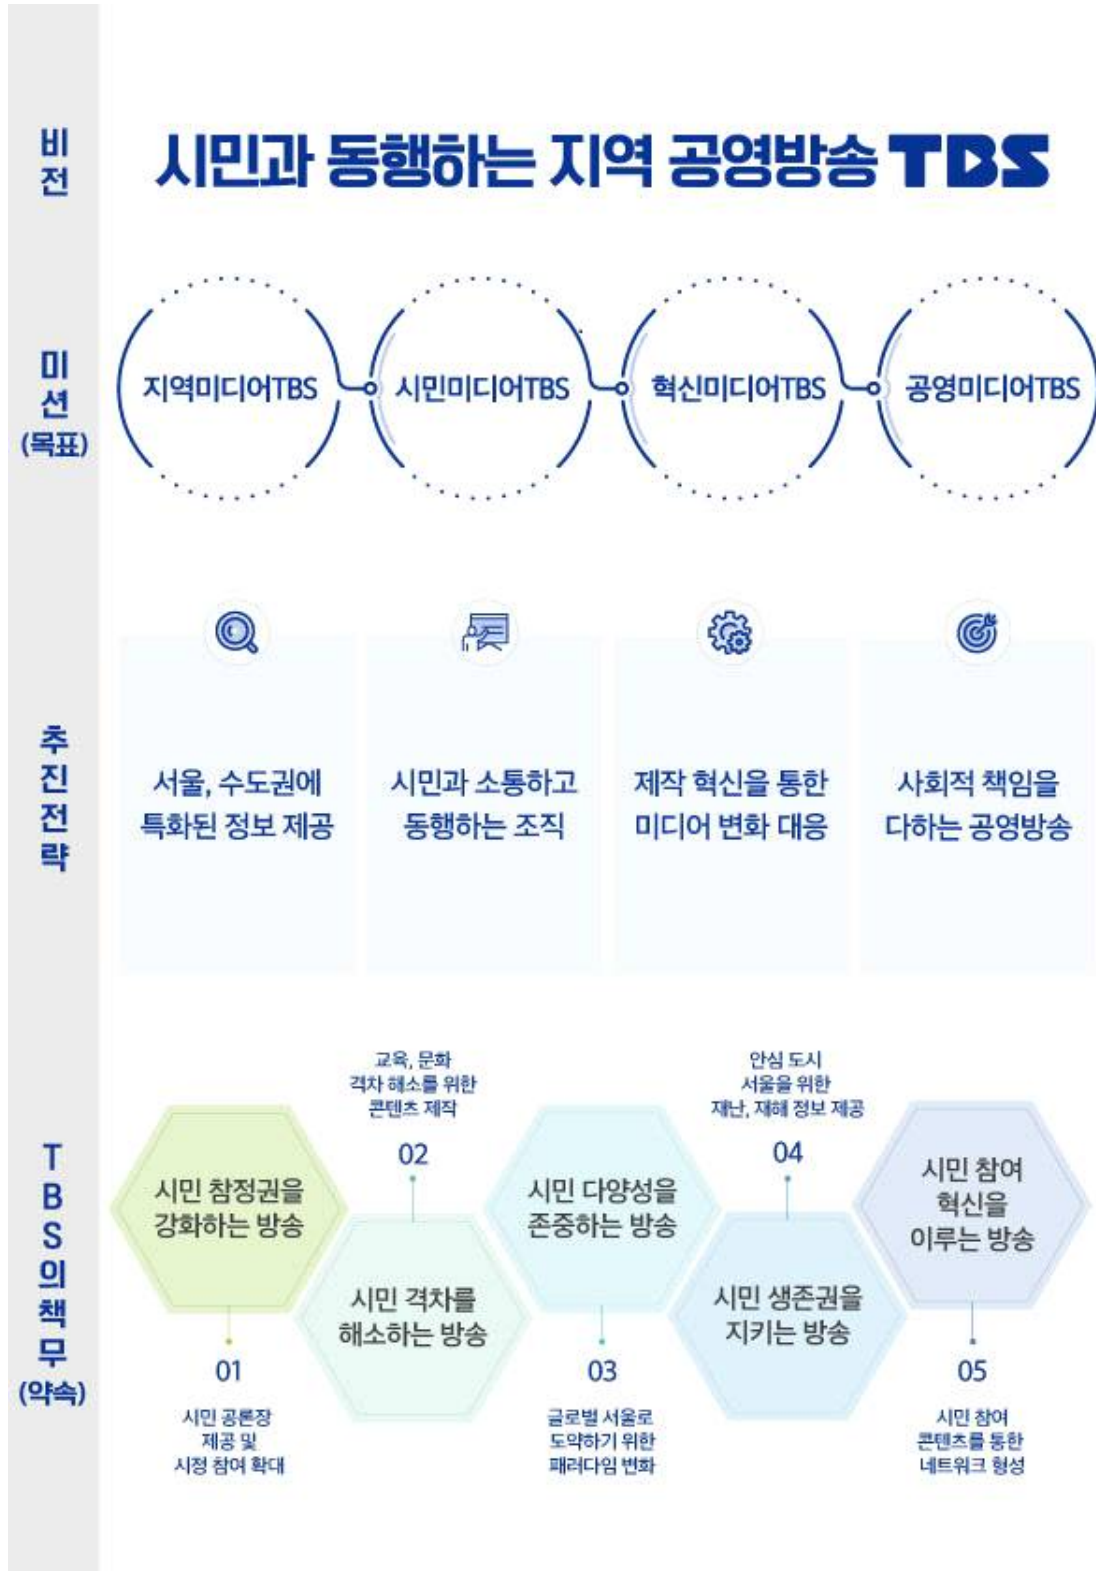 비전
시민과 동행하는 지역 공영방송 TBS
미션
(목표)
지역미디어TBS
시민미디어TBS
혁신미디어TBS
공영미디어TBS
추진전략
서울, 수도권에
특화된 정보 제공
시민과 소통하고
동행하는 조직
제작 혁신을 통한
미디어 변화 대응
사회적 책임을
다하는 공영방송
TBS의책무
(약속)
시민 참정권을
강화하는 방송
01
시민 공론장
제공 및
시정 참여 확대
교육, 문화
격차 해소를 위한
콘텐츠 제작
02
시민 격차를
해소하는 방송
시민 다양성을
존중하는 방송
03
글로벌 서울로
도약하기 위한
패러다임 변화
안심 도시
서울을 위한
재난, 재해 정보 제공
04
시민 생존권을
지키는 방송
시민 참여
혁신을
이루는 방송
05
시민 참여
콘텐츠를 통한
네트워크 형성